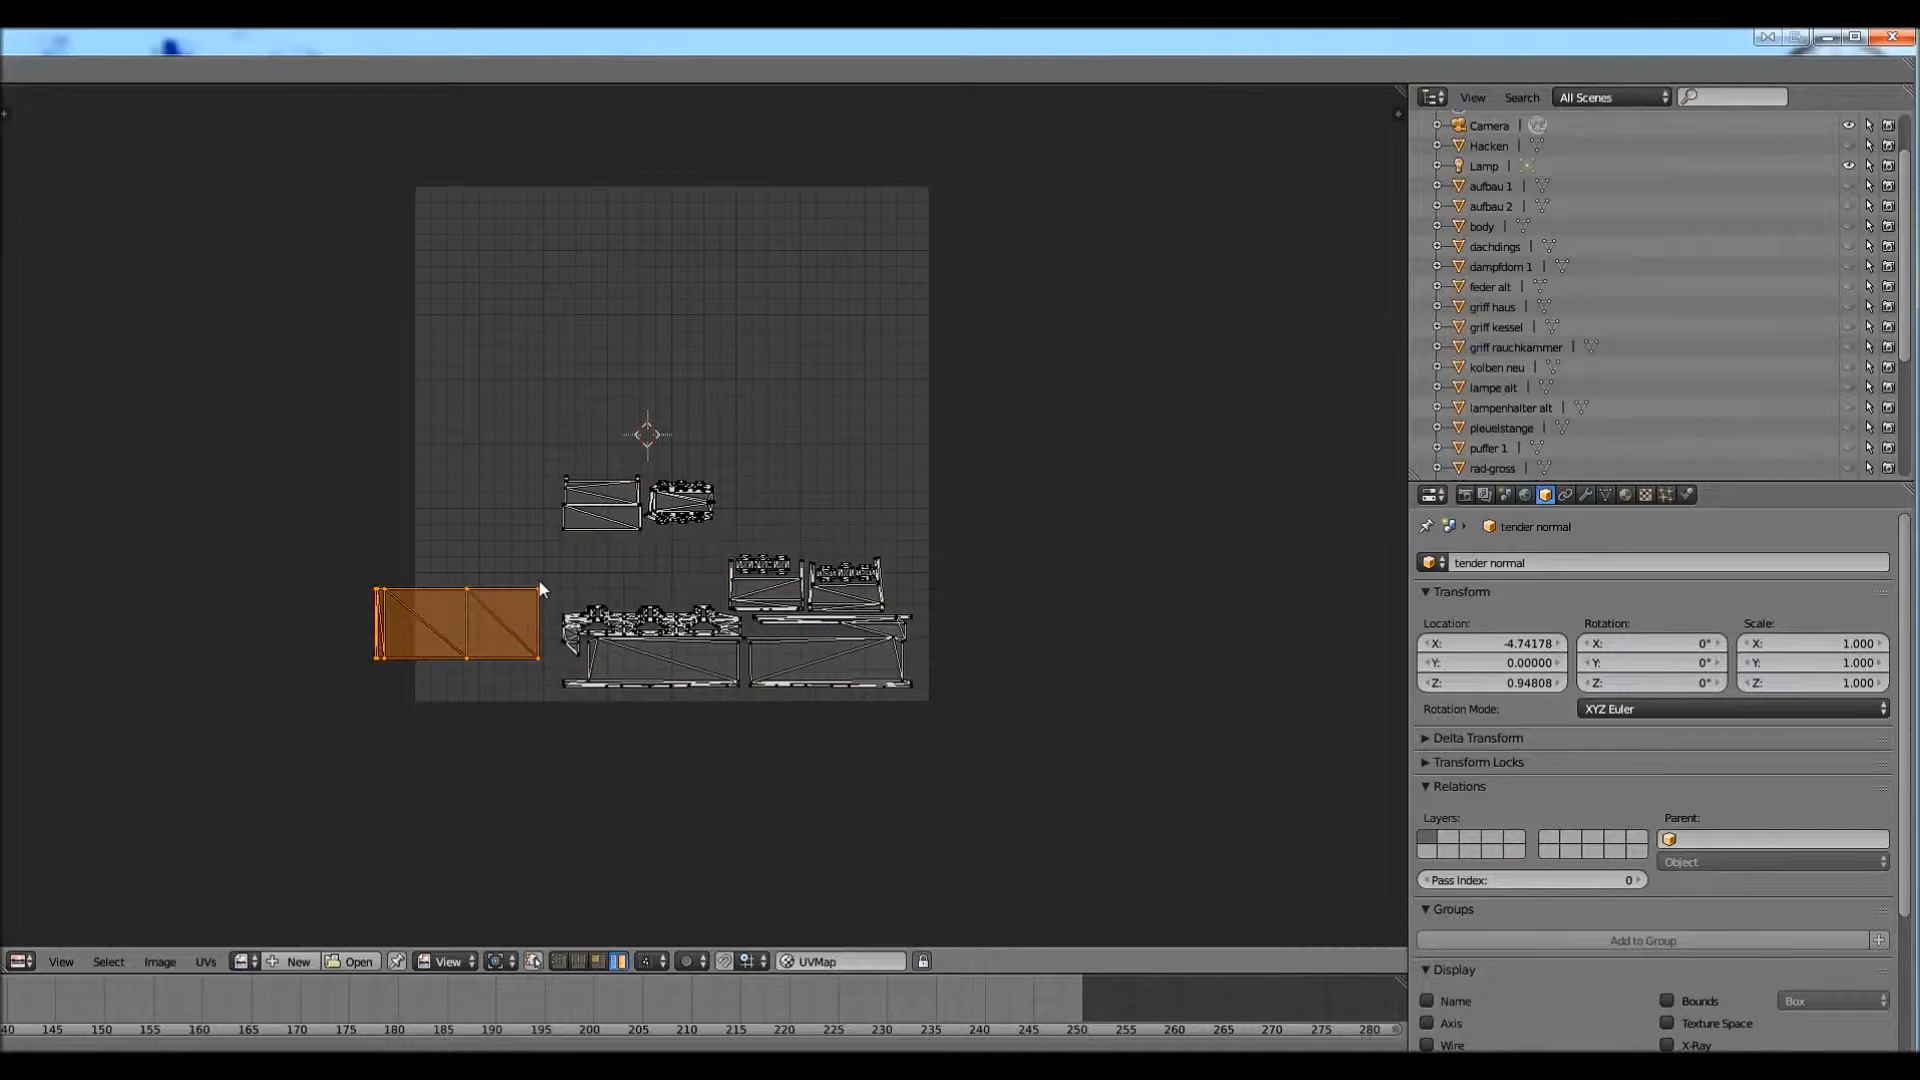 View Search All Scenes
Camera
Hacken
Lamp
aufbau 1
aufbau 2
body
dachdings
dampfdom 1
feder alt
griff haus
griff kessel
griff rauchkammer
kolben neu
lampe alt
lampenhalter alt
pleuelstange
puffer 1
rad-gross
tender normal
tender normal
Transform
Location: Rotation: Scale:
X: -4.74178 X: 0° X: 1.000
Y: 0.00000 Y: 0° Y: 1.000
Z: 0.94808 Z: 0° Z: 1.000
Rotation Mode: XYZ Euler
Delta Transform
Transform Locks
Relations
Layers: Parent:
Object
Pass Index: 0
Groups
Add to Group
Display
Name Bounds Box
Axis Texture Space
Wire X-Ray
View Select Image UVs New Open View UVMap
40 145 150 155 160 165 170 175 180 185 190 195 200 205 210 215 220 225 230 235 240 245 250 255 260 265 270 275 280